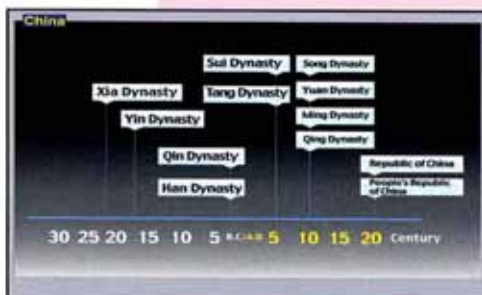 China
Sui Dynasty
Song Dynasty
Xia Dynasty
Tang Dynasty
Yuan Dynasty
Yin Dynasty
Ming Dynasty
Qing Dynasty
Qin Dynasty
Republic of China
Han Dynasty
People's Republic
of China
30 25 20 15 10 5 B.C/A.D 5 10 15 20 Century